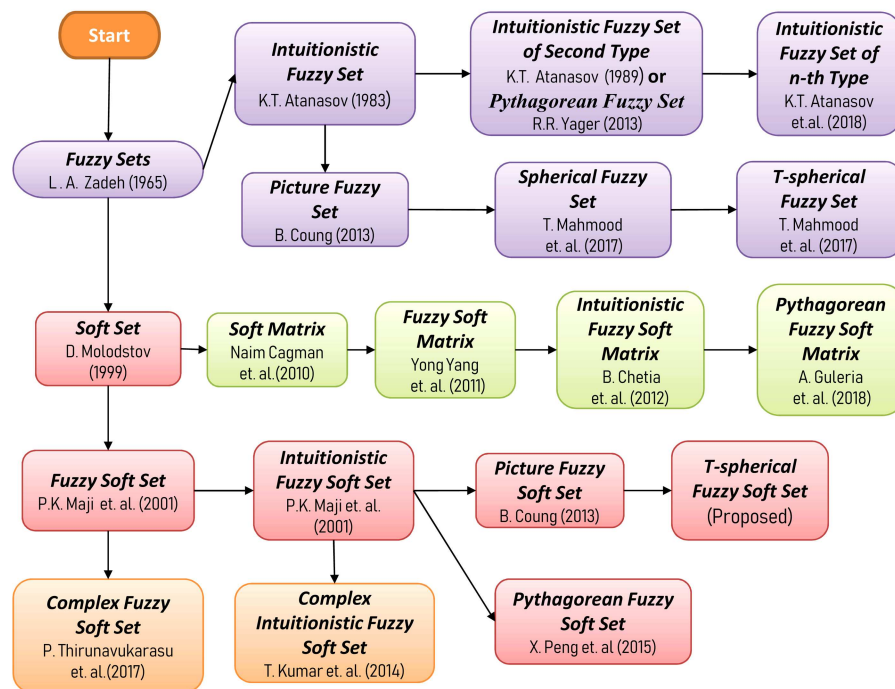 Start
Intuitionistic
Fuzzy Set
K.T. Atanasov (1983)
Intuitionistic Fuzzy Set
of Second Type
K.T. Atanasov (1989) or
Pythagorean Fuzzy Set
R.R. Yager (2013)
Intuitionistic
Fuzzy Set of
n-th Type
K.T. Atanasov
et.al. (2018)
Fuzzy Sets
L. A. Zadeh (1965)
Picture Fuzzy
Set
B. Coung (2013)
Spherical Fuzzy
Set
T. Mahmood
et. al. (2017)
T-spherical
Fuzzy Set
T. Mahmood
et. al. (2017)
Soft Set
D. Molodstov
(1999)
Soft Matrix
Naim Cagman
et. al.(2010)
Fuzzy Soft
Matrix
Yong Yang
et. al. (2011)
Intuitionistic
Fuzzy Soft
Matrix
B. Chetia
et. al. (2012)
Pythagorean
Fuzzy Soft
Matrix
A. Guleria
et. al. (2018)
Fuzzy Soft Set
P.K. Maji et. al. (2001)
Intuitionistic
Fuzzy Soft Set
P.K. Maji et. al.
(2001)
Picture Fuzzy
Soft Set
B. Coung (2013)
T-spherical
Fuzzy Soft Set
(Proposed)
Complex Fuzzy
Soft Set
P. Thirunavukarasu
et. al.(2017)
Complex
Intuitionistic Fuzzy
Soft Set
T. Kumar et. al. (2014)
Pythagorean Fuzzy
Soft Set
X. Peng et. al (2015)